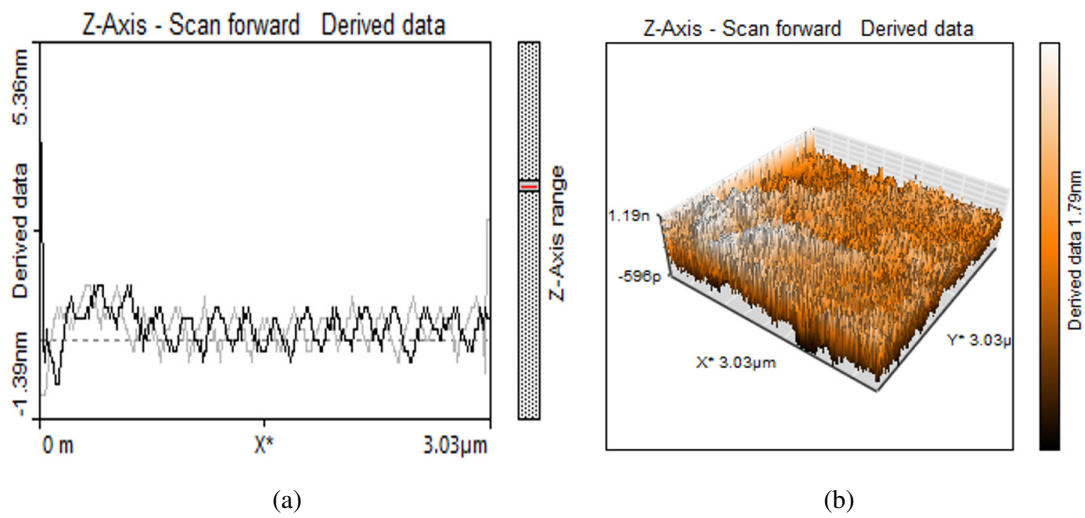 Z-Axis - Scan forward Derived data
5.36nm
Derived data
-1.39nm
0 m
X*
3.03µm
Z-Axis range
(a)
Z-Axis - Scan forward Derived data
1.19n
-596p
X* 3.03µm
Y* 3.03µ
Derived data 1.79nm
(b)